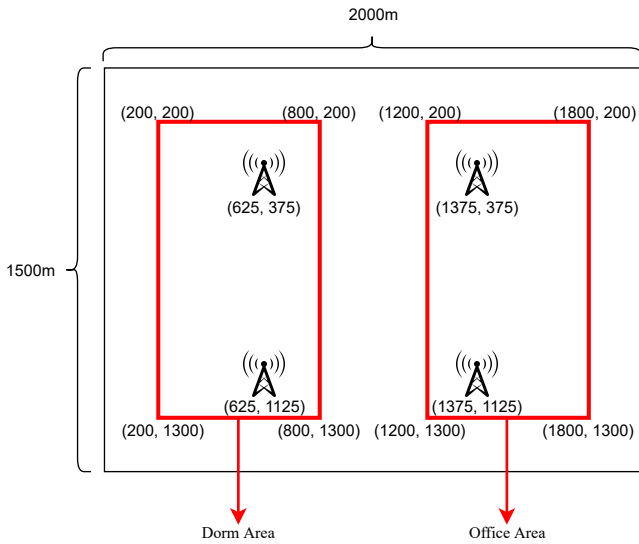 2000m
(200, 200) (800, 200) (1200, 200) (1800, 200)
(625, 375) (1375, 375)
1500m
(625, 1125) (1375, 1125)
(200, 1300) (800, 1300) (1200, 1300) (1800, 1300)
Dorm Area Office Area